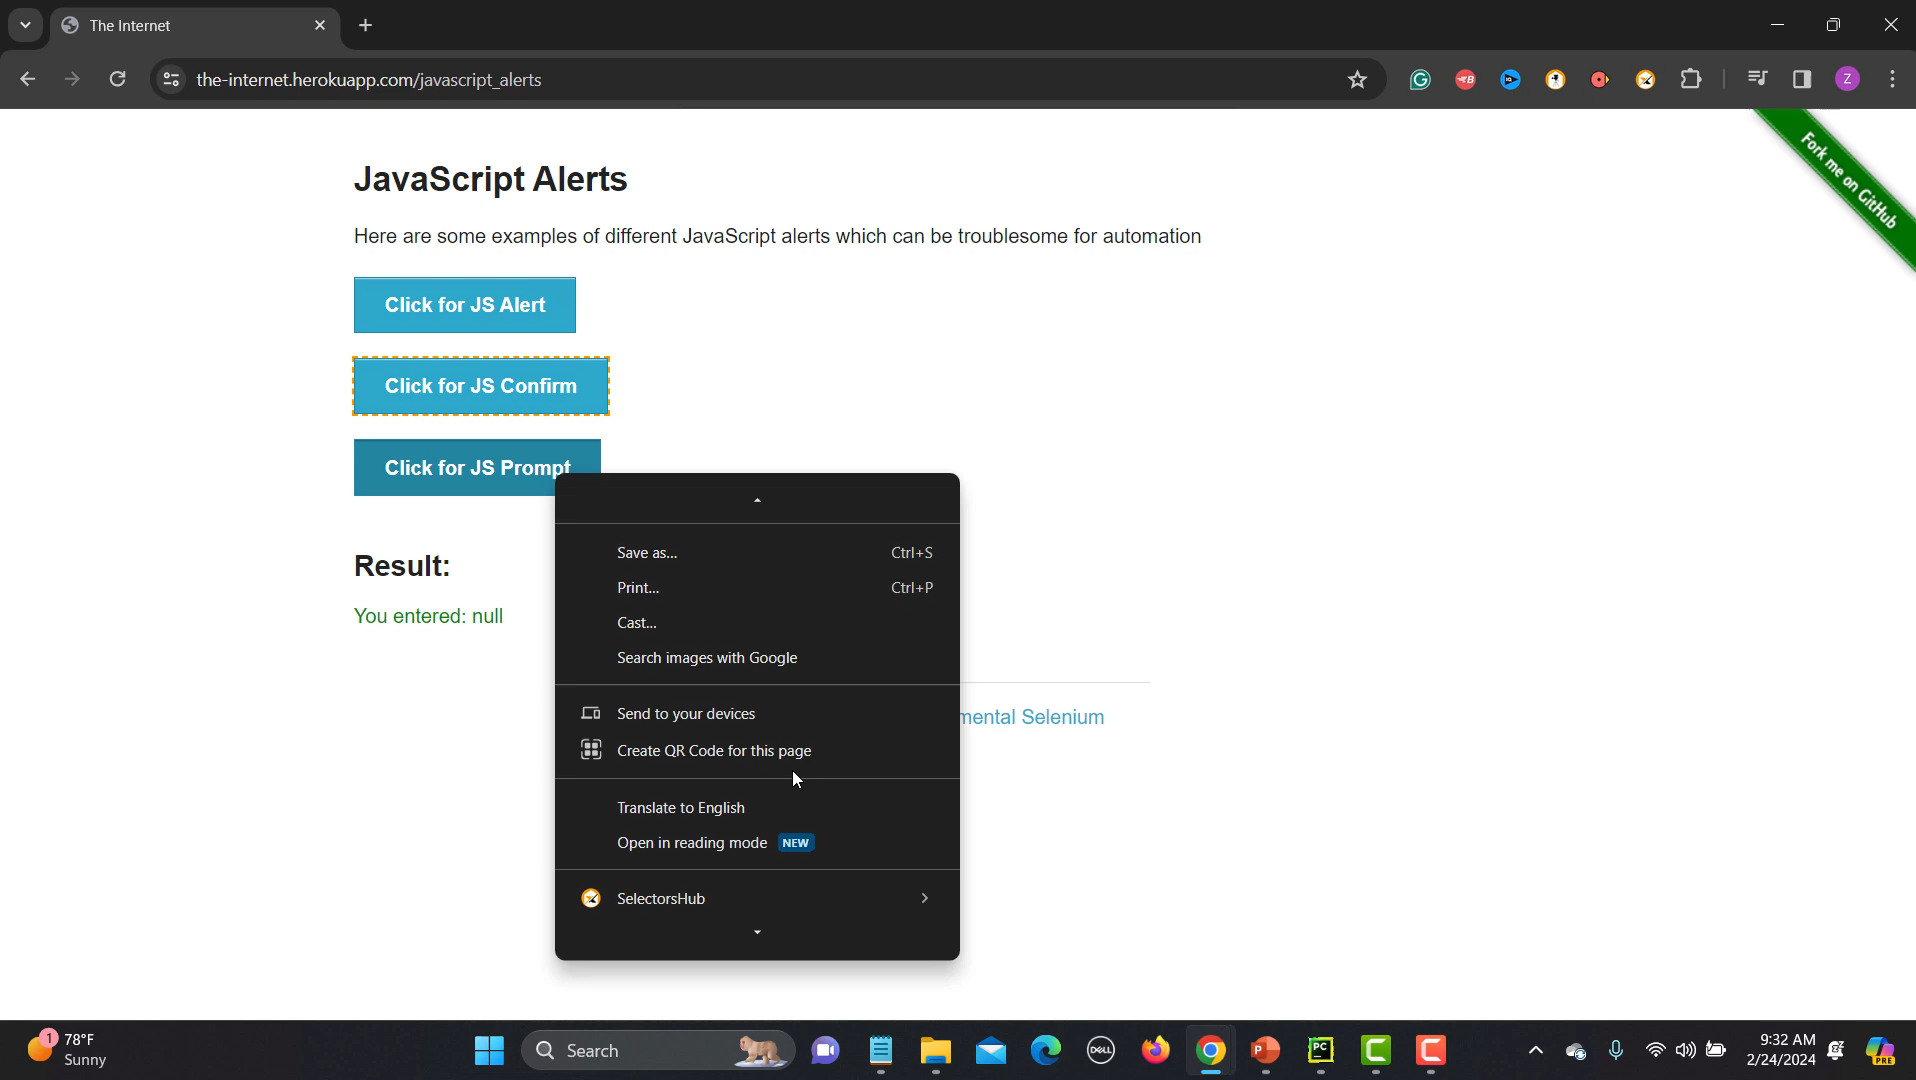 The Internet
the-internet.herokuapp.com/javascript_alerts
Z
Fork me on GitHub
JavaScript Alerts
Here are some examples of different JavaScript alerts which can be troublesome for automation
Click for JS Alert
Click for JS Confirm
Click for JS Prompt
Result:
You entered: null
Save as... Ctrl+S
Print... Ctrl+P
Cast...
Search images with Google
Send to your devices
mental Selenium
Create QR Code for this page
Translate to English
Open in reading mode NEW
SelectorsHub
1 78°F
Sunny
Search
DELL
P
PC
9:32 AM
2/24/2024
PRE